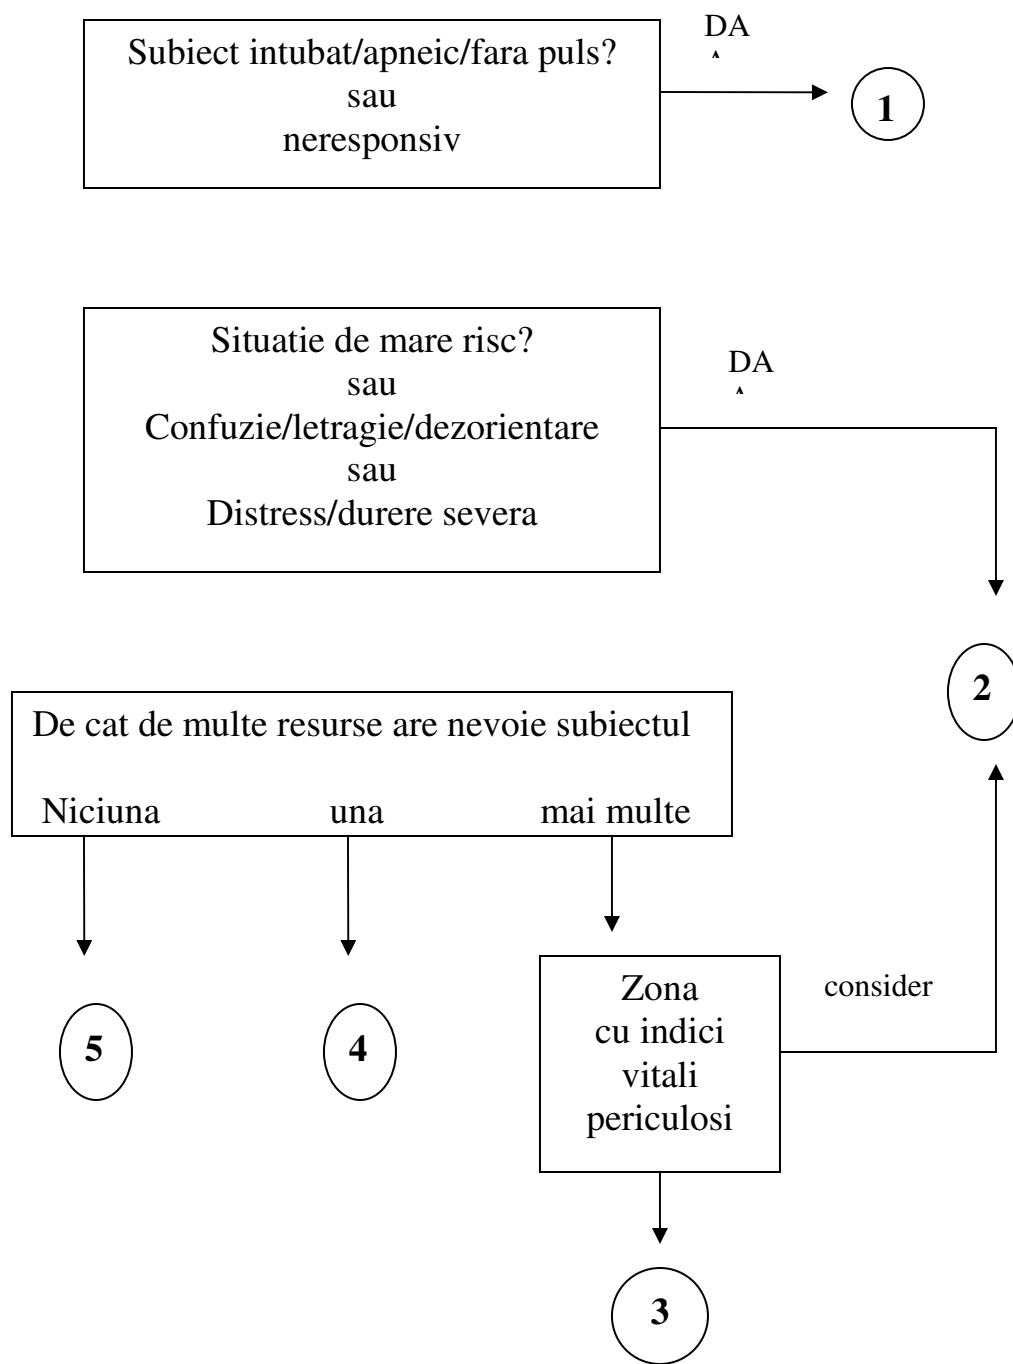 DA
Subiect intubat/apneic/fara puls?
sau
neresponsiv
1
Situatie de mare risc?
sau
Confuzie/letragie/dezorientare
sau
Distress/durere severa
DA
2
De cat de multe resurse are nevoie subiectul
Niciuna una mai multe
Zona
cu indici
vitali
periculosi
consider
5
4
3